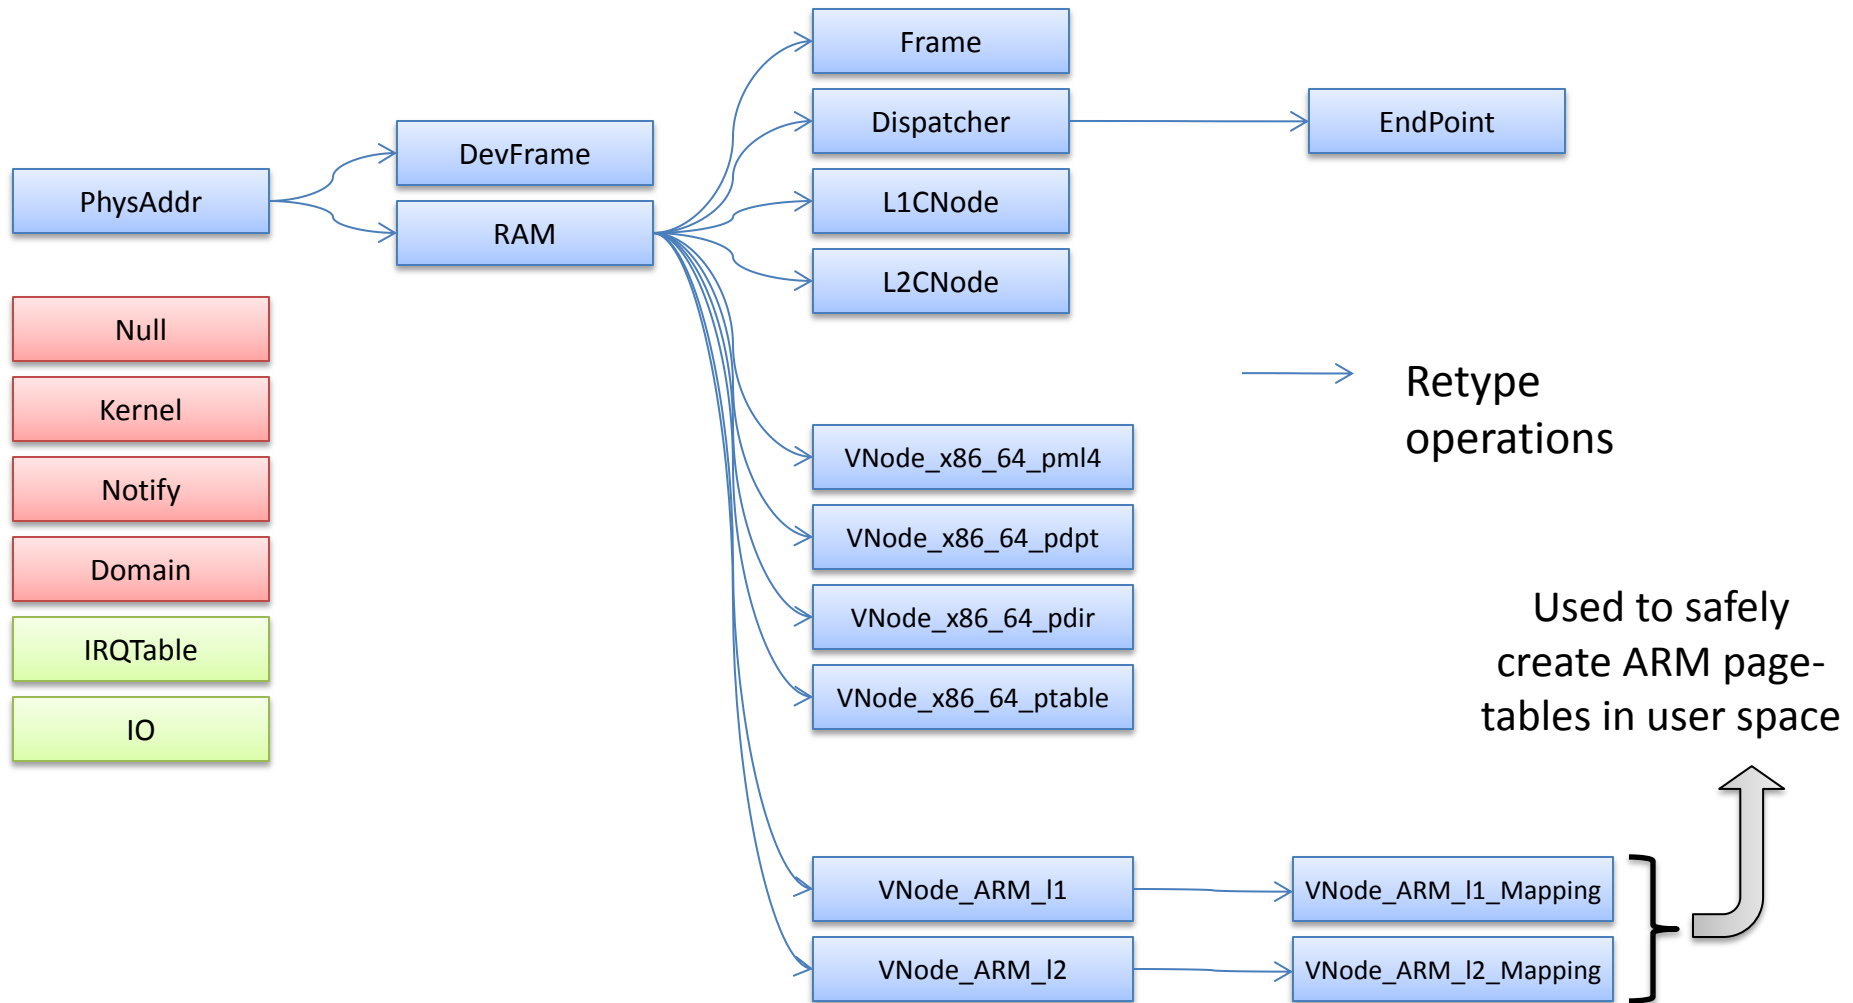 Frame
Dispatcher
EndPoint
DevFrame
PhysAddr
RAM
L1CNode
L2CNode
Null
Kernel
Notify
Domain
IRQTable
IO
Retype
operations
VNode_x86_64_pml4
VNode_x86_64_pdpt
VNode_x86_64_pdir
VNode_x86_64_ptable
Used to safely
create ARM page-
tables in user space
VNode_ARM_l1
VNode_ARM_l1_Mapping
VNode_ARM_l2
VNode_ARM_l2_Mapping